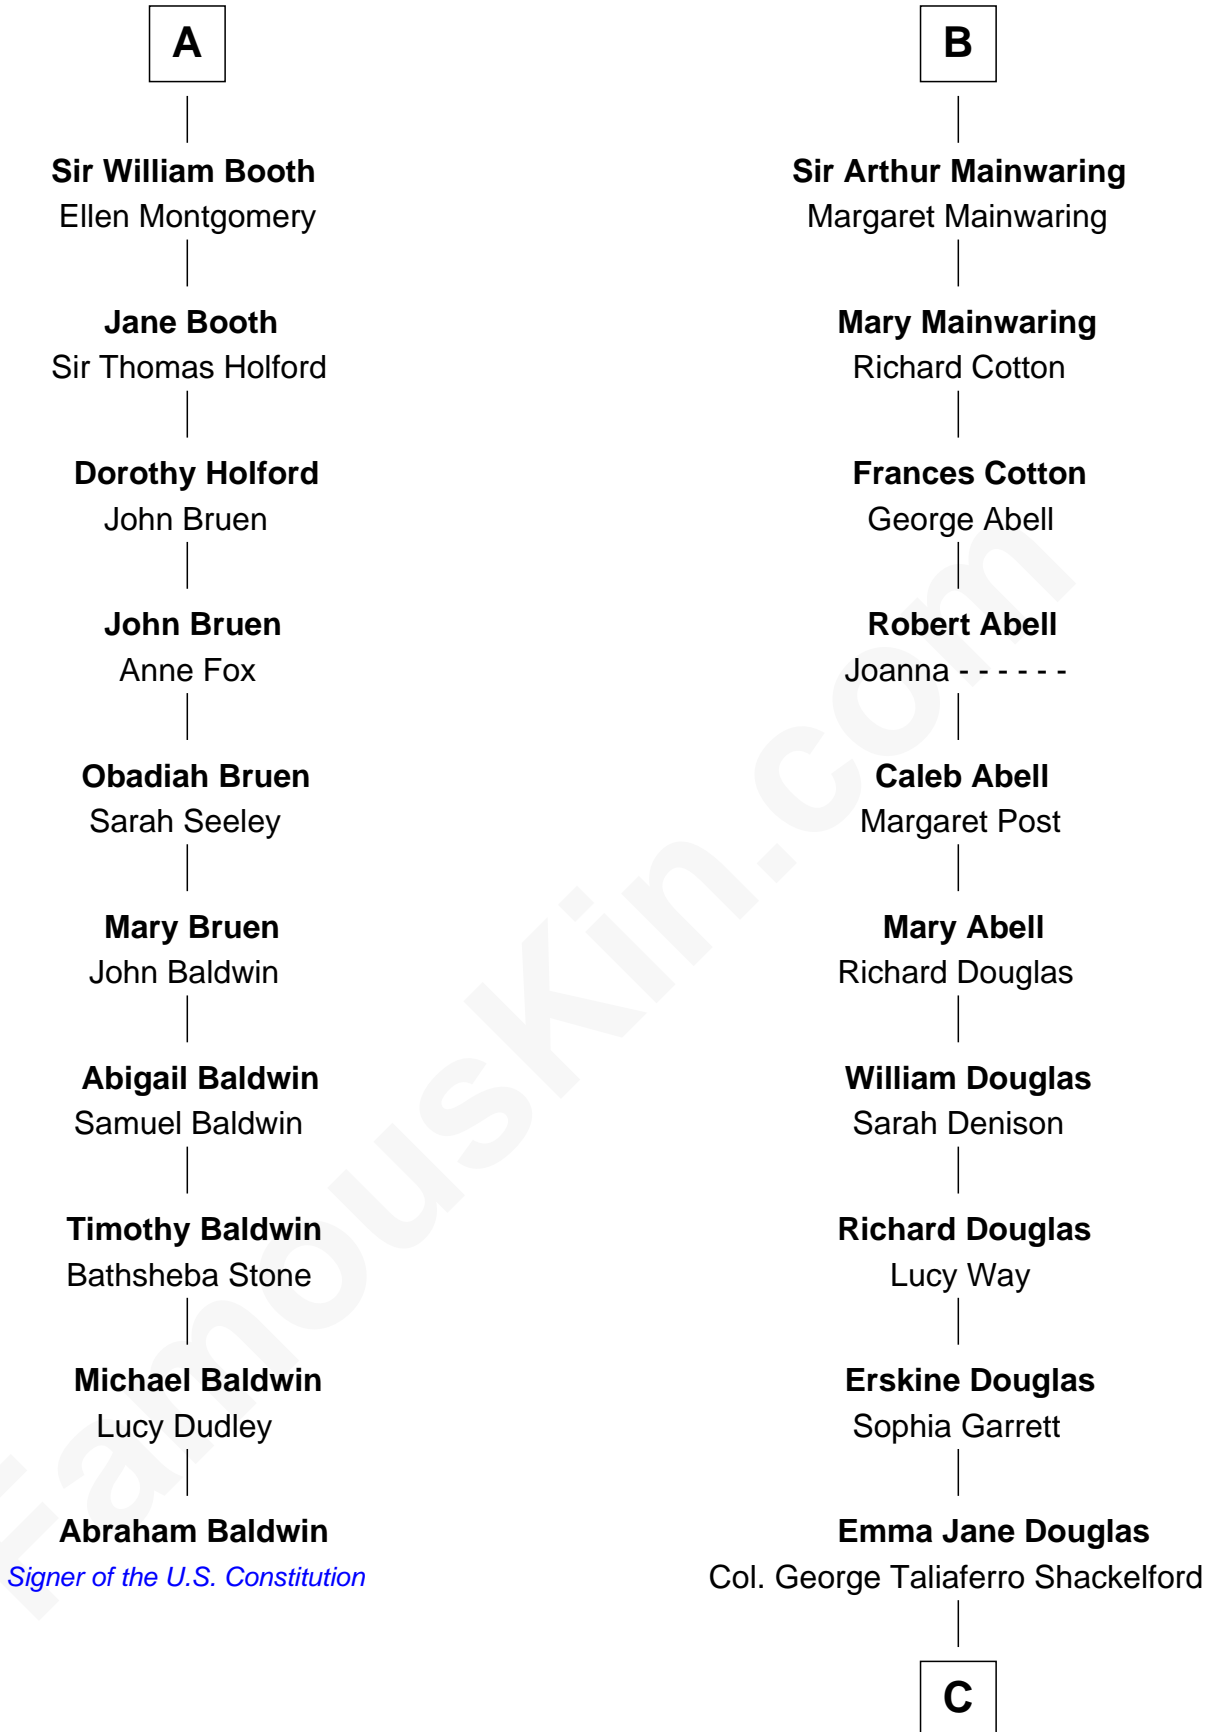 A
Sir William Booth
Ellen Montgomery
Jane Booth
Sir Thomas Holford
Dorothy Holford
John Bruen
John Bruen
Anne Fox
Obadiah Bruen
Sarah Seeley
Mary Bruen
John Baldwin
Abigail Baldwin
Samuel Baldwin
Timothy Baldwin
Bathsheba Stone
Michael Baldwin
Lucy Dudley
Abraham Baldwin
Signer of the U.S. Constitution
B
Sir Arthur Mainwaring
Margaret Mainwaring
Mary Mainwaring
Richard Cotton
Frances Cotton
George Abell
Robert Abell
Joanna - - - - - -
Caleb Abell
Margaret Post
Mary Abell
Richard Douglas
William Douglas
Sarah Denison
Richard Douglas
Lucy Way
Erskine Douglas
Sophia Garrett
Emma Jane Douglas
Col. George Taliaferro Shackelford
C
FamousKin.com